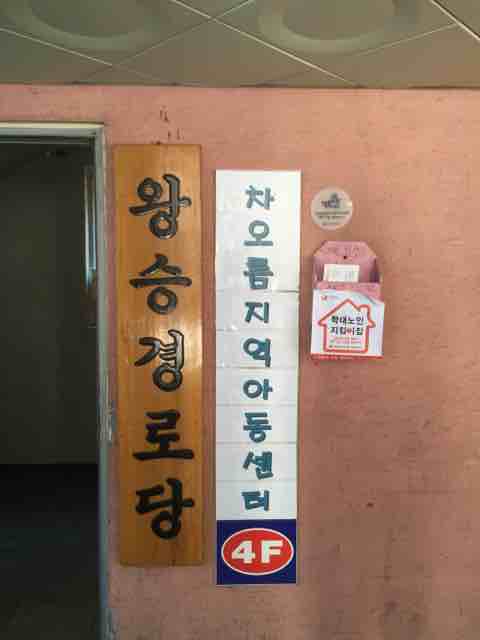 왕승경로당
차오름지역아동센터
4F
학대노인
지킴이집